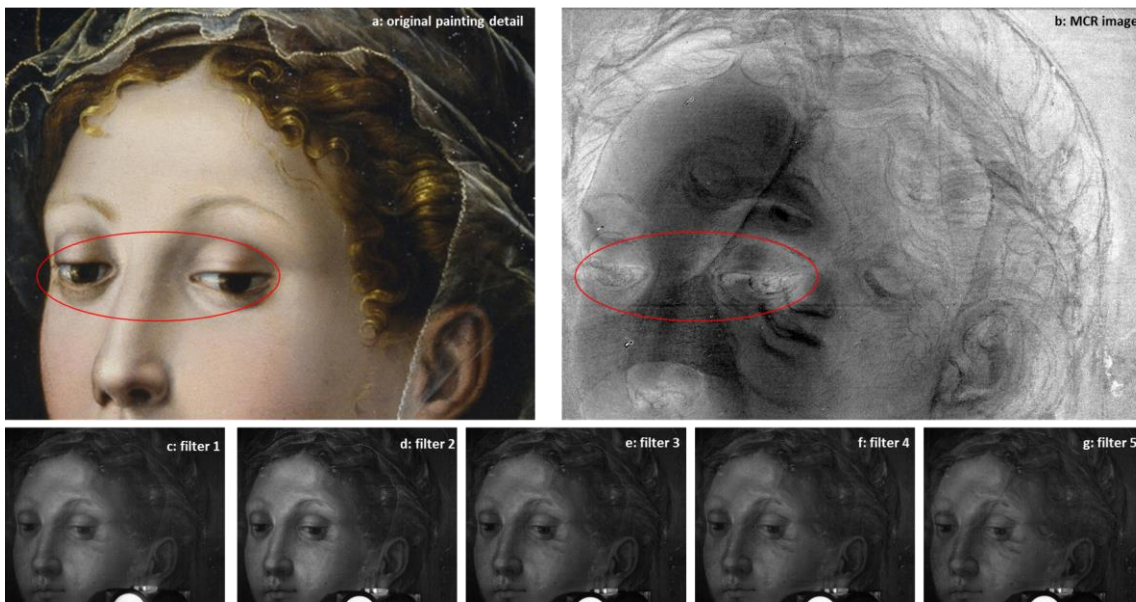 a: original painting detail
b: MCR image
c: filter 1
d: filter 2
e: filter 3
f: filter 4
g: filter 5